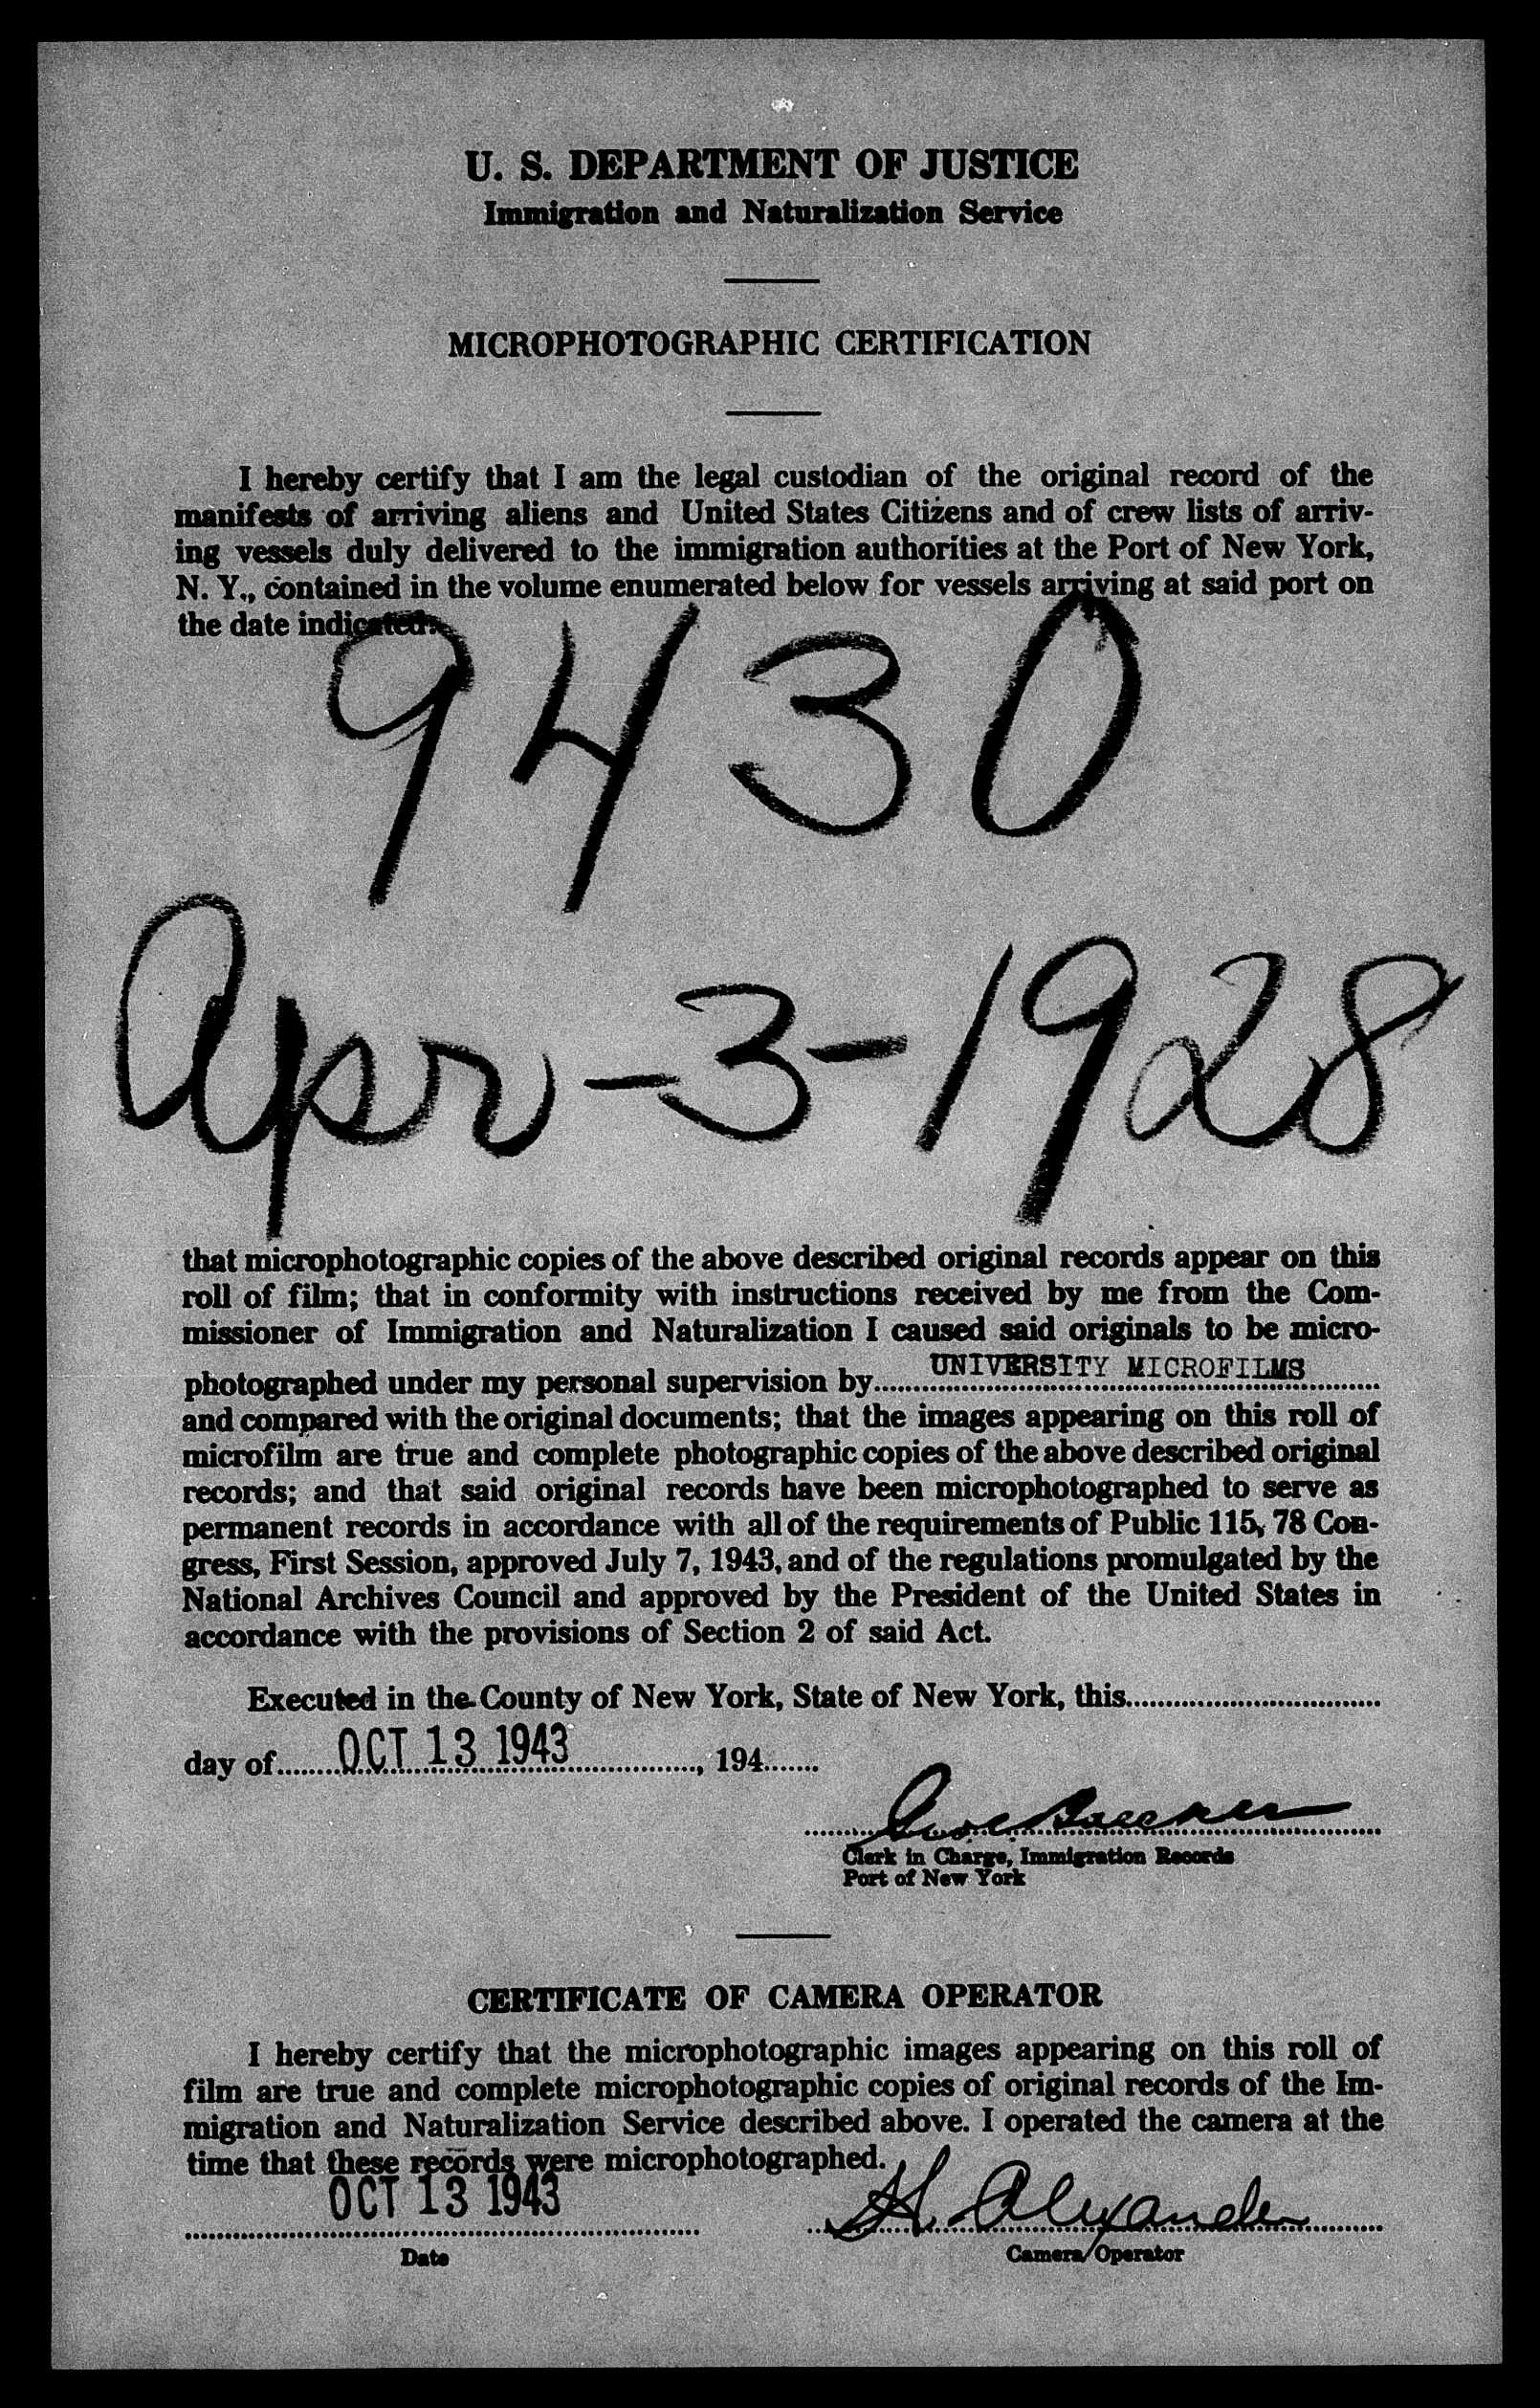 U. S. DEPARTMENT OF JUSTICE
Immigration and Naturalization Service
MICROPHOTOGRAPHIC CERTIFICATION
I hereby certify that I am the legal custodian of the original record of the
manifests of arriving aliens and United States Citizens and of crew lists of arriv-
ing vessels duly delivered to the immigration authorities at the Port of New York,
N. Y., contained in the volume enumerated below for vessels arriving at said port on
the date indicated:
9430
Apr-3-1928
that microphotographic copies of the above described original records appear on this
roll of film; that in conformity with instructions received by me from the Com-
missioner of Immigration and Naturalization I caused said originals to be micro-
photographed under my personal supervision by UNIVERSITY MICROFILMS
and compared with the original documents; that the images appearing on this roll of
microfilm are true and complete photographic copies of the above described original
records; and that said original records have been microphotographed to serve as
permanent records in accordance with all of the requirements of Public 115, 78 Con-
gress, First Session, approved July 7, 1943, and of the regulations promulgated by the
National Archives Council and approved by the President of the United States in
accordance with the provisions of Section 2 of said Act.
Executed in the County of New York, State of New York, this
day of OCT 13 1943, 194
Clerk in Charge, Immigration Records
Port of New York
CERTIFICATE OF CAMERA OPERATOR
I hereby certify that the microphotographic images appearing on this roll of
film are true and complete microphotographic copies of original records of the Im-
migration and Naturalization Service described above. I operated the camera at the
time that these records were microphotographed.
OCT 13 1943 H. Alexander
Date Camera Operator